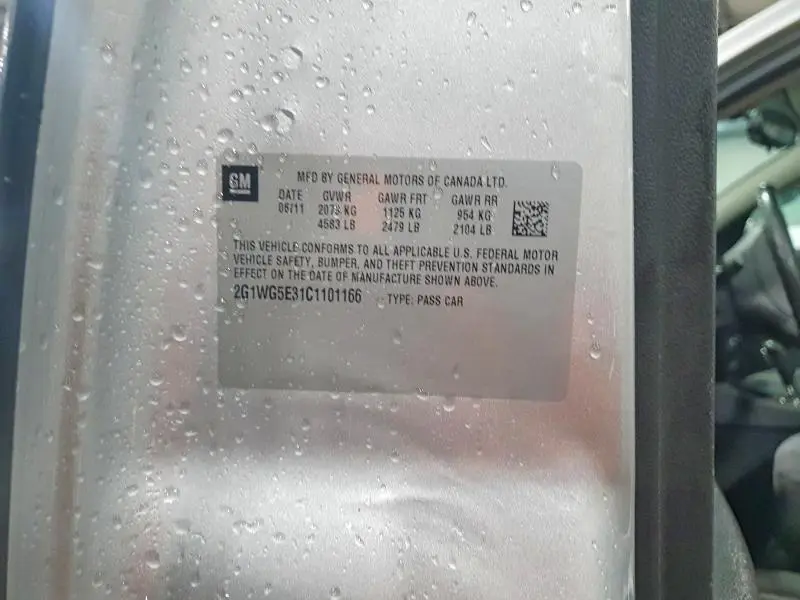 GM
MFD BY GENERAL MOTORS OF CANADA LTD.
DATE GVWR GAWR FRT GAWR RR
06/11 2078 KG 1125 KG 954 KG
4583 LB 2479 LB 2104 LB
THIS VEHICLE CONFORMS TO ALL APPLICABLE U.S. FEDERAL MOTOR
VEHICLE SAFETY, BUMPER, AND THEFT PREVENTION STANDARDS IN
EFFECT ON THE DATE OF MANUFACTURE SHOWN ABOVE.
2G1WG5E31C1101166 TYPE: PASS CAR